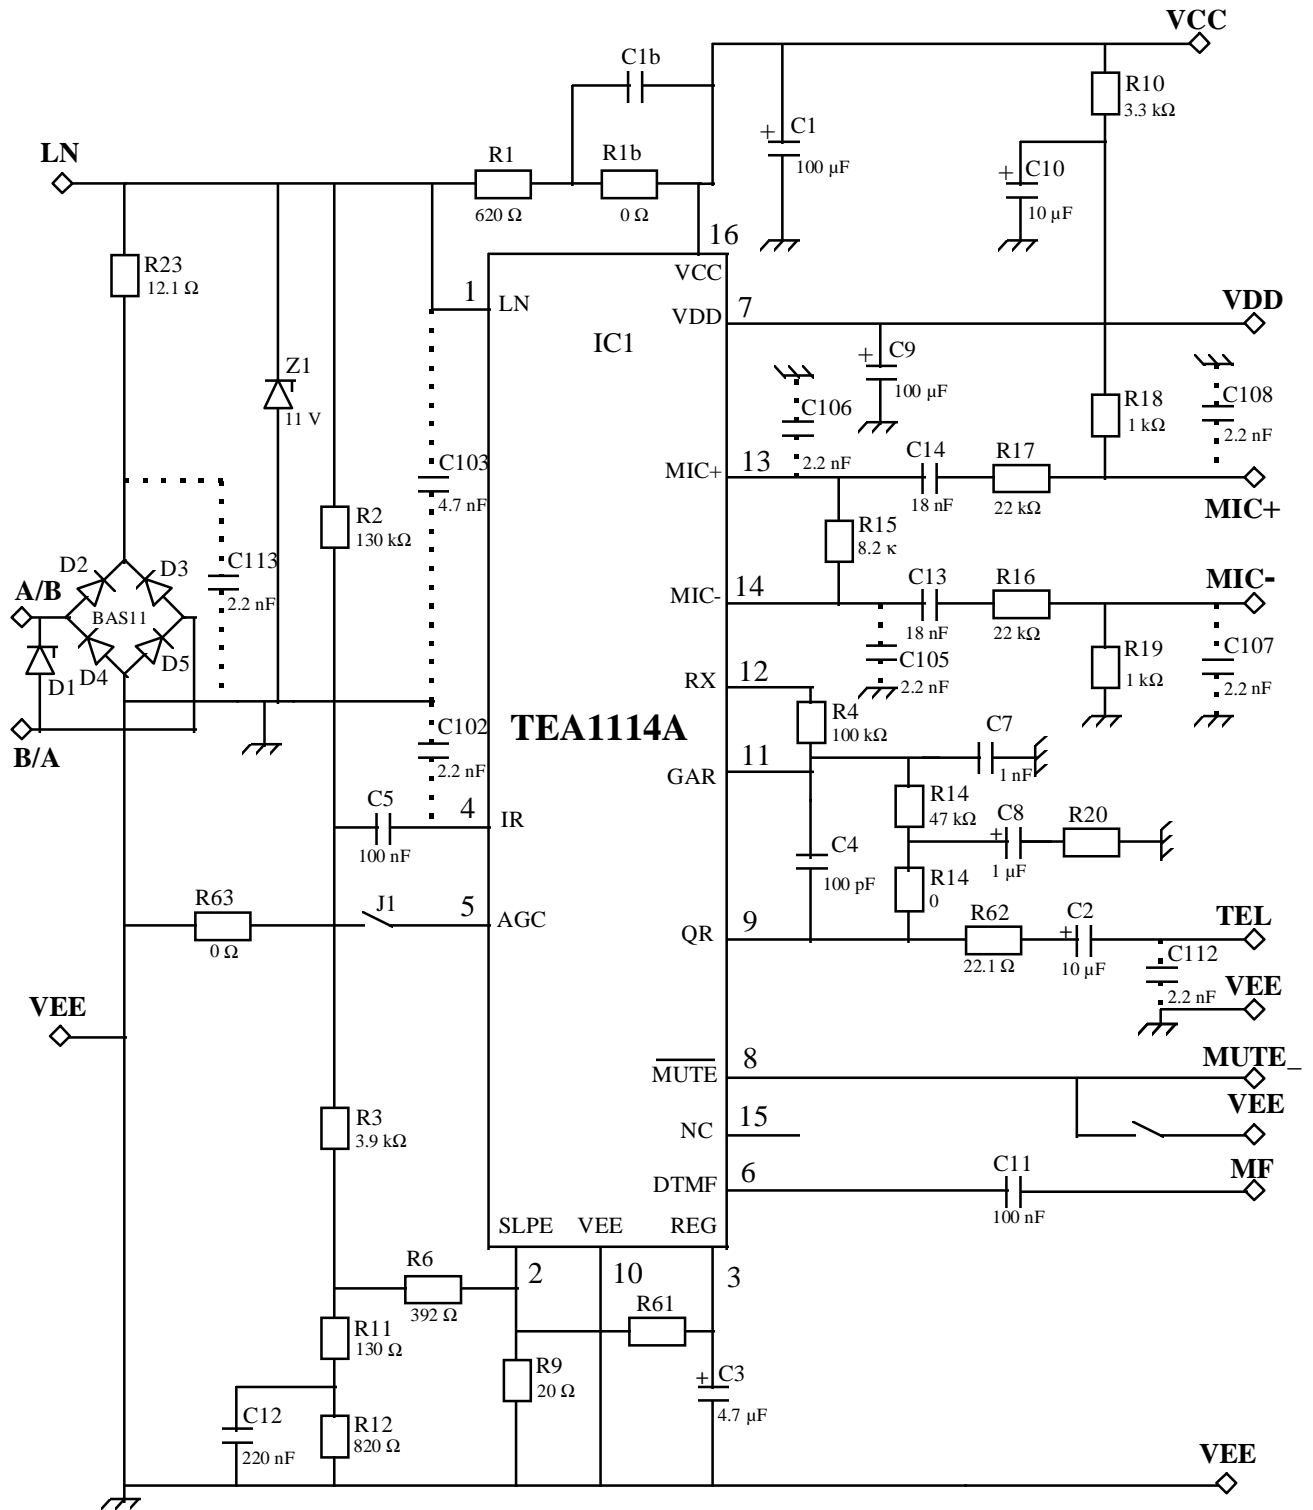 VCC
C1b
R10
3.3 kΩ
+
C1
100 µF
LN
R1
620 Ω
R1b
0 Ω
+
C10
10 µF
16
VCC
R23
12.1 Ω
1
LN
VDD
7
VDD
IC1
+
C9
100 µF
Z1
11 V
C106
2.2 nF
R18
1 kΩ
C108
2.2 nF
C103
4.7 nF
MIC+
13
C14
18 nF
R17
22 kΩ
MIC+
R2
130 kΩ
R15
8.2 κ
D2
D3
C113
2.2 nF
A/B
BAS11
D4
D5
D1
B/A
MIC-
14
C13
18 nF
R16
22 kΩ
MIC-
C105
2.2 nF
R19
1 kΩ
C107
2.2 nF
RX
12
R4
100 kΩ
C7
1 nF
TEA1114A
C102
2.2 nF
GAR
11
R14
47 kΩ
C5
100 nF
4
IR
+
C8
1 µF
R20
C4
100 pF
R14
0
R63
0 Ω
J1
5
AGC
QR
9
R62
22.1 Ω
+
C2
10 µF
TEL
C112
2.2 nF
VEE
VEE
MUTE
8
MUTE_
VEE
R3
3.9 kΩ
NC
15
DTMF
6
C11
100 nF
MF
SLPE
VEE
REG
2
10
3
R6
392 Ω
R61
R11
130 Ω
R9
20 Ω
+
C3
4.7 µF
C12
220 nF
R12
820 Ω
VEE